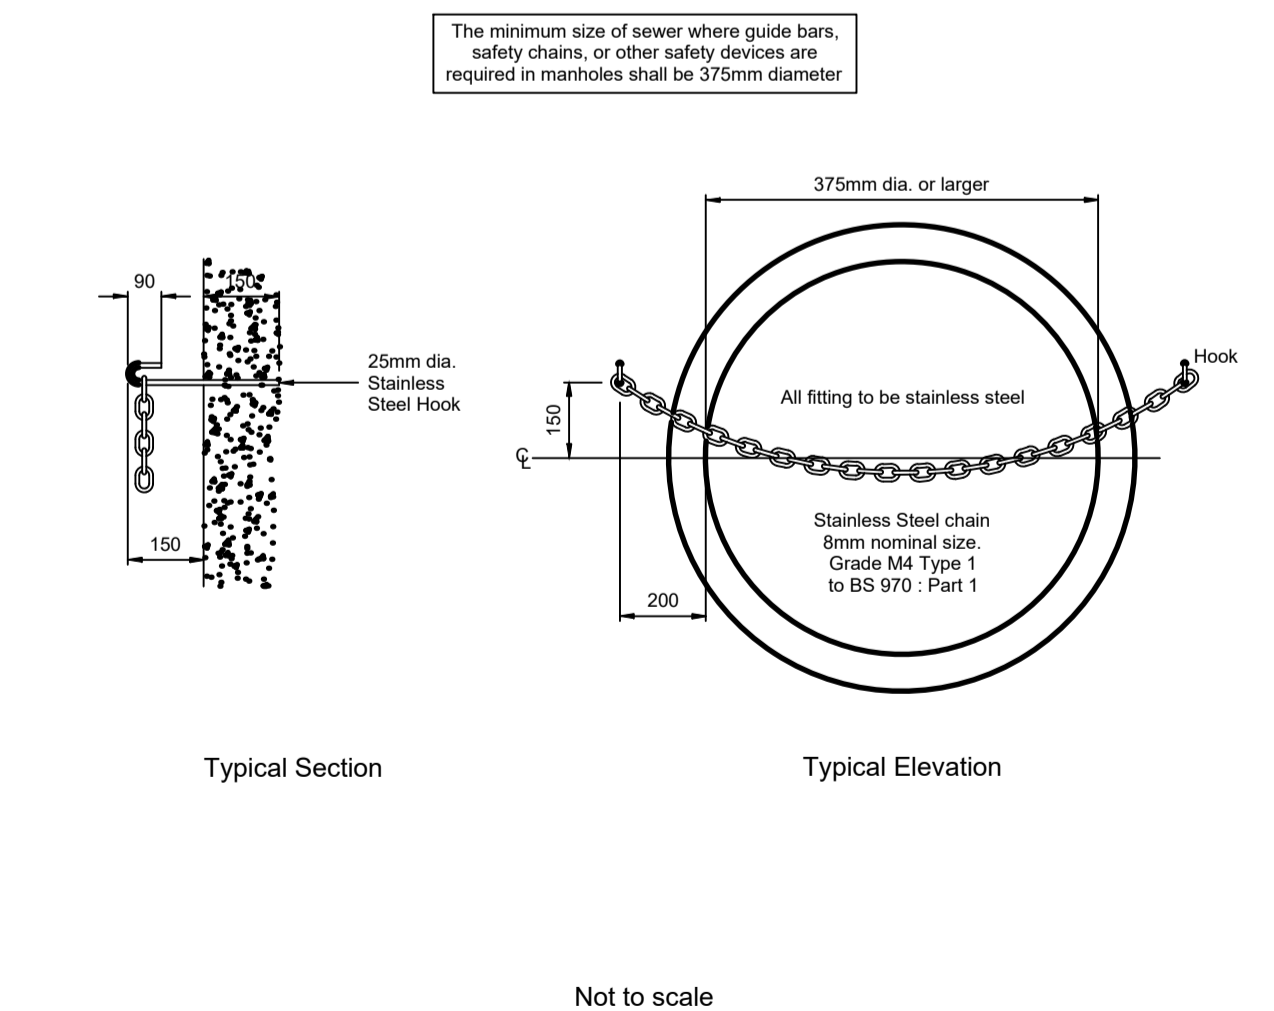 The minimum size of sewer where guide bars,
safety chains, or other safety devices are
required in manholes shall be 375mm diameter
375mm dia. or larger
90
150
25mm dia.
Stainless
Steel Hook
150
Hook
All fitting to be stainless steel
150
℄
Stainless Steel chain
8mm nominal size.
Grade M4 Type 1
to BS 970 : Part 1
200
Typical Section
Typical Elevation
Not to scale